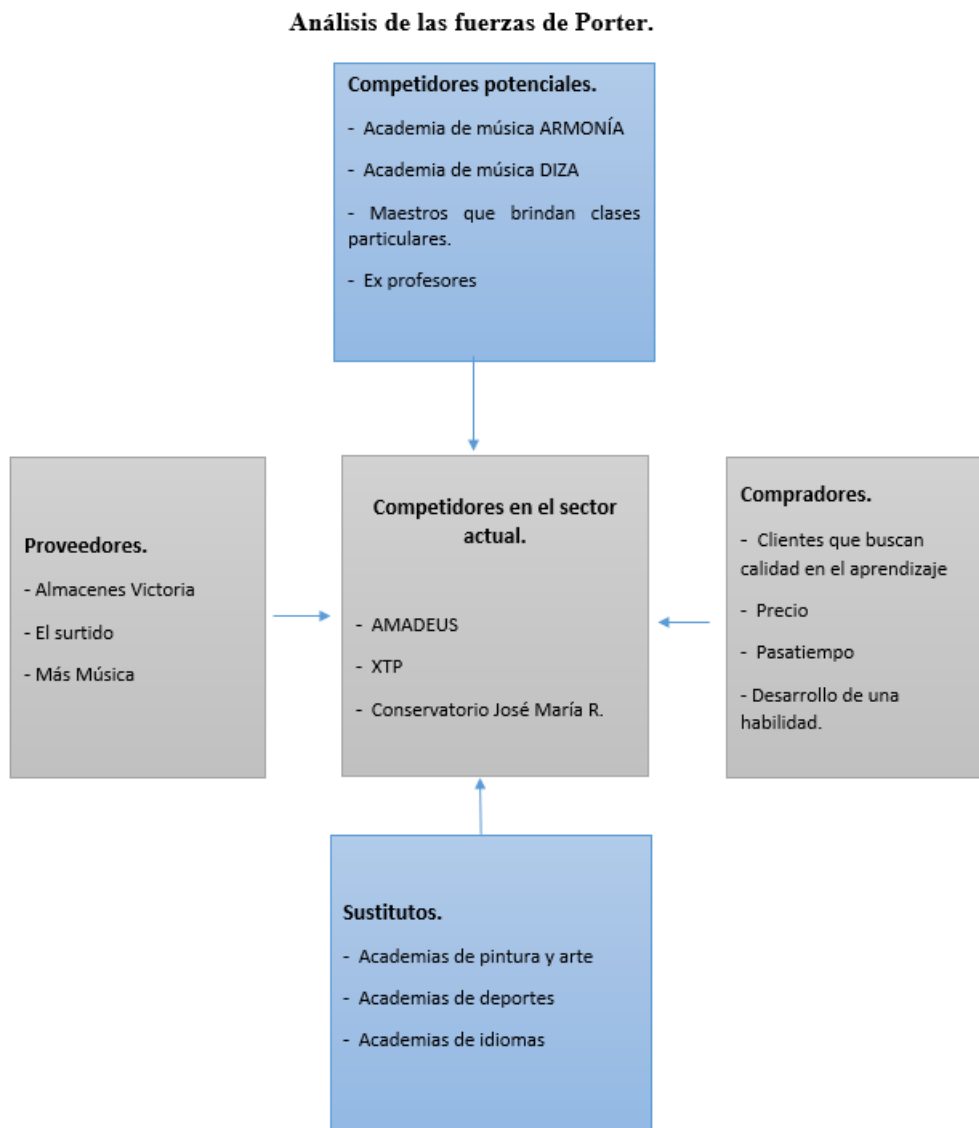 Análisis de las fuerzas de Porter.
Competidores potenciales.
- Academia de música ARMONÍA
- Academia de música DIZA
- Maestros que brindan clases
particulares.
- Ex profesores
Proveedores.
- Almacenes Victoria
- El surtido
- Más Música
Competidores en el sector
actual.
- AMADEUS
- XTP
- Conservatorio José María R.
Compradores.
- Clientes que buscan
calidad en el aprendizaje
- Precio
- Pasatiempo
- Desarrollo de una
habilidad.
Sustitutos.
- Academias de pintura y arte
- Academias de deportes
- Academias de idiomas